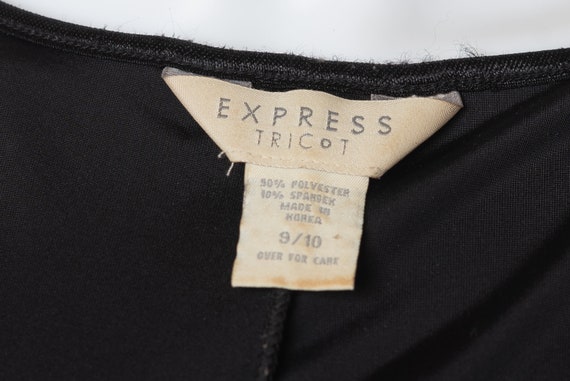 EXPRESS
TRICOT
90% POLYESTER
10% SPANDEX
MADE IN
KOREA
9/10
OVER FOR CARE